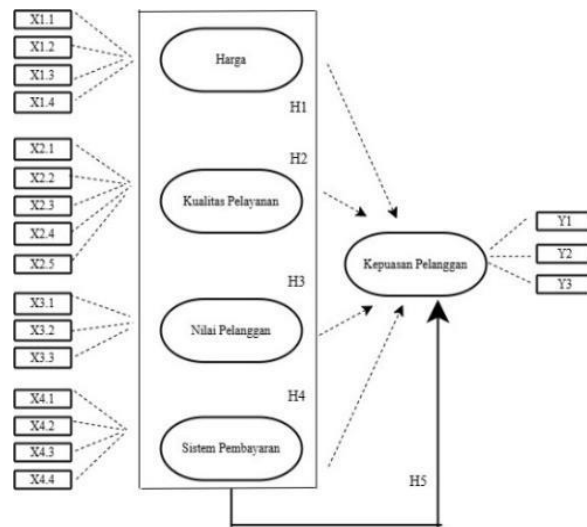 X1.1
X1.2
X1.3
X1.4
Harga
H1
X2.1
X2.2
X2.3
X2.4
X2.5
H2
Kualitas Pelayanan
Y1
Y2
Y3
Kepuasan Pelanggan
H3
X3.1
X3.2
X3.3
Nilai Pelanggan
H4
X4.1
X4.2
X4.3
X4.4
Sistem Pembayaran
H5